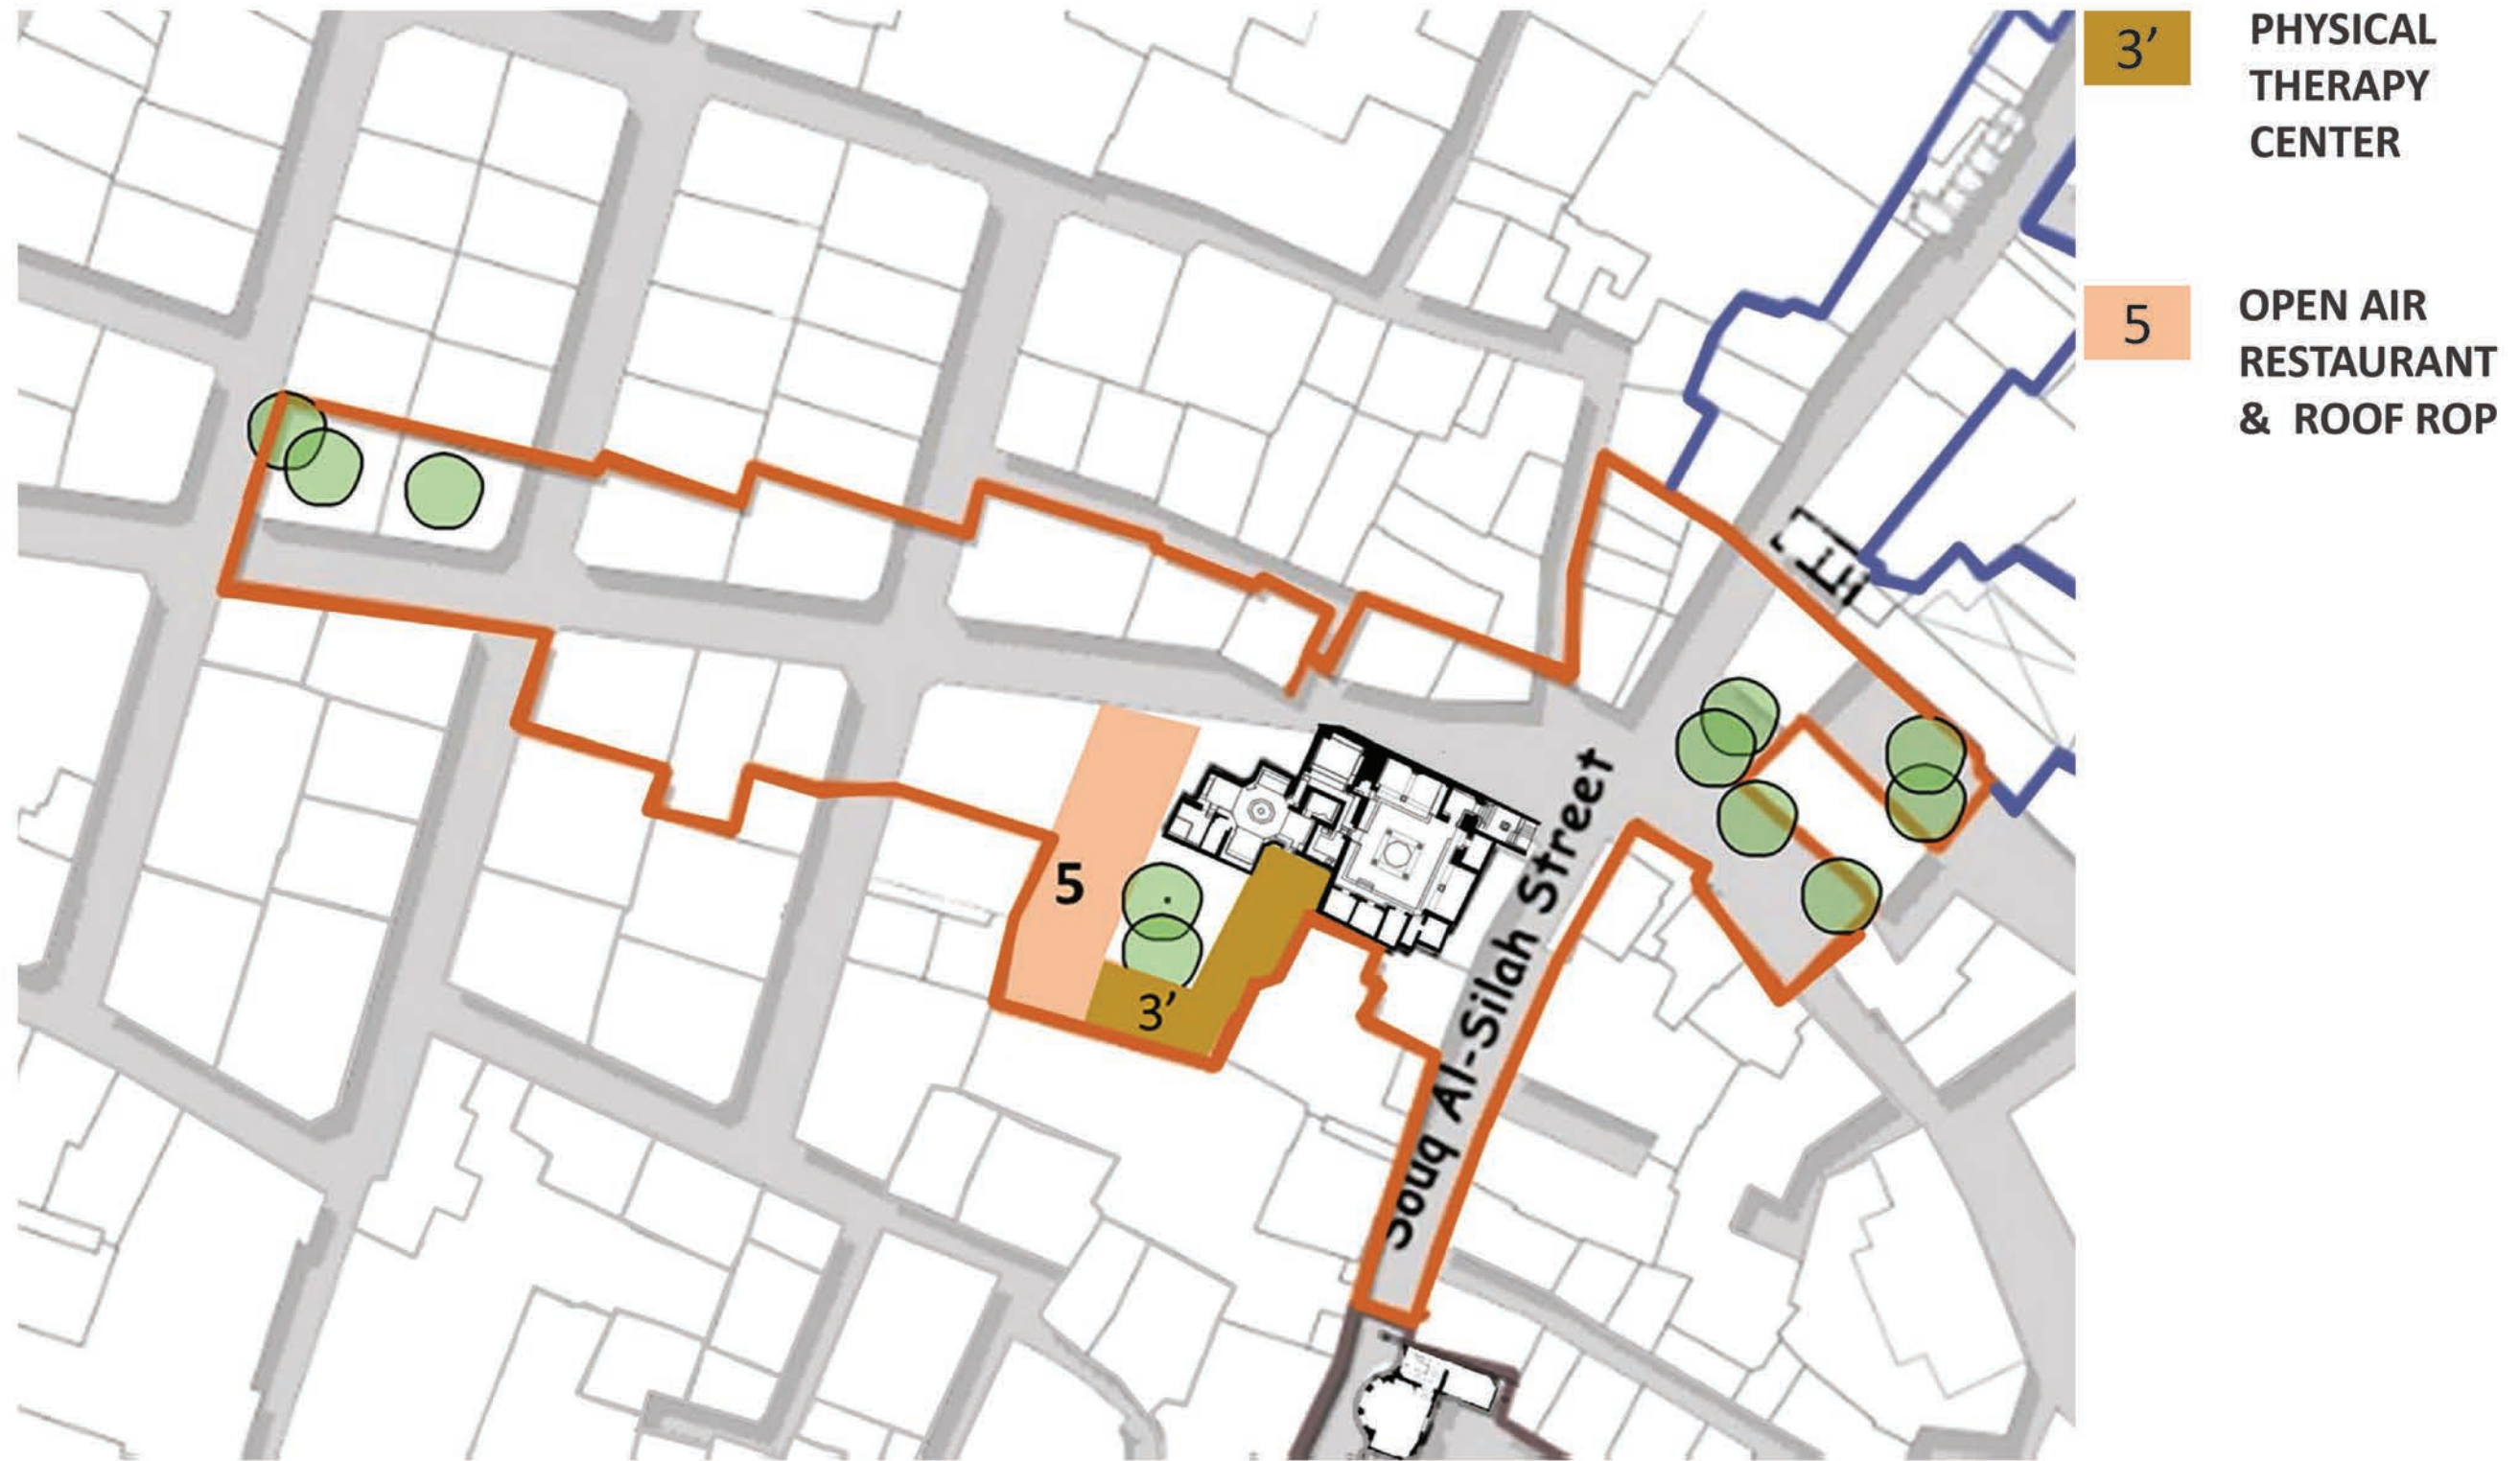 3’
PHYSICAL
THERAPY
CENTER
5
OPEN AIR
RESTAURANT
& ROOF ROP
5
3’
Souq Al-Silah Street